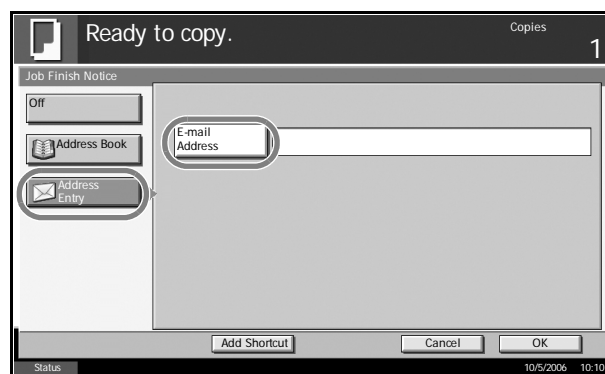 Ready to copy.
Copies
1
Job Finish Notice
Off
Address Book
Address
Entry
E-mail
Address
Add Shortcut
Cancel
OK
Status
10/5/2006 10:10